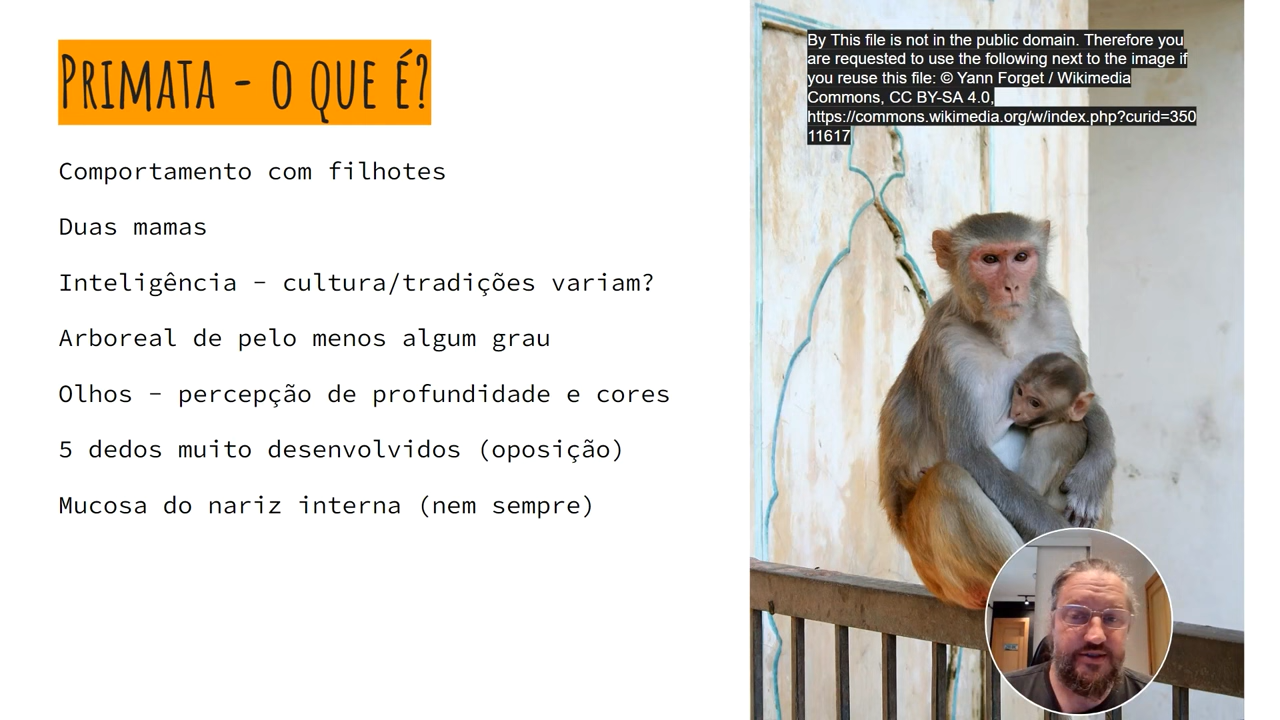 Primata - o que é?
Comportamento com filhotes
Duas mamas
Inteligência - cultura/tradições variam?
Arboreal de pelo menos algum grau
Olhos - percepção de profundidade e cores
5 dedos muito desenvolvidos (oposição)
Mucosa do nariz interna (nem sempre)
By This file is not in the public domain. Therefore you
are requested to use the following next to the image if
you reuse this file: © Yann Forget / Wikimedia
Commons, CC BY-SA 4.0,
https://commons.wikimedia.org/w/index.php?curid=350
11617